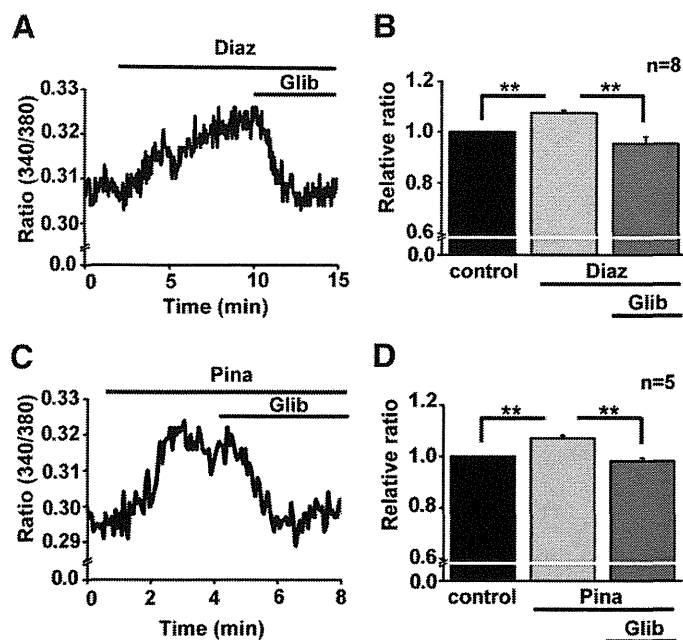 A
Diaz
Glib
Ratio (340/380)
0.33
0.32
0.31
0.30
0.0
0 5 10 15
Time (min)
B
n=8
** **
Relative ratio
1.2
1.0
0.8
0.6
0.0
control
Diaz
Glib
C
Pina
Glib
Ratio (340/380)
0.33
0.32
0.30
0.29
0.0
0 2 4 6 8
Time (min)
D
n=5
** **
Relative ratio
1.2
1.0
0.8
0.6
0.0
control
Pina
Glib